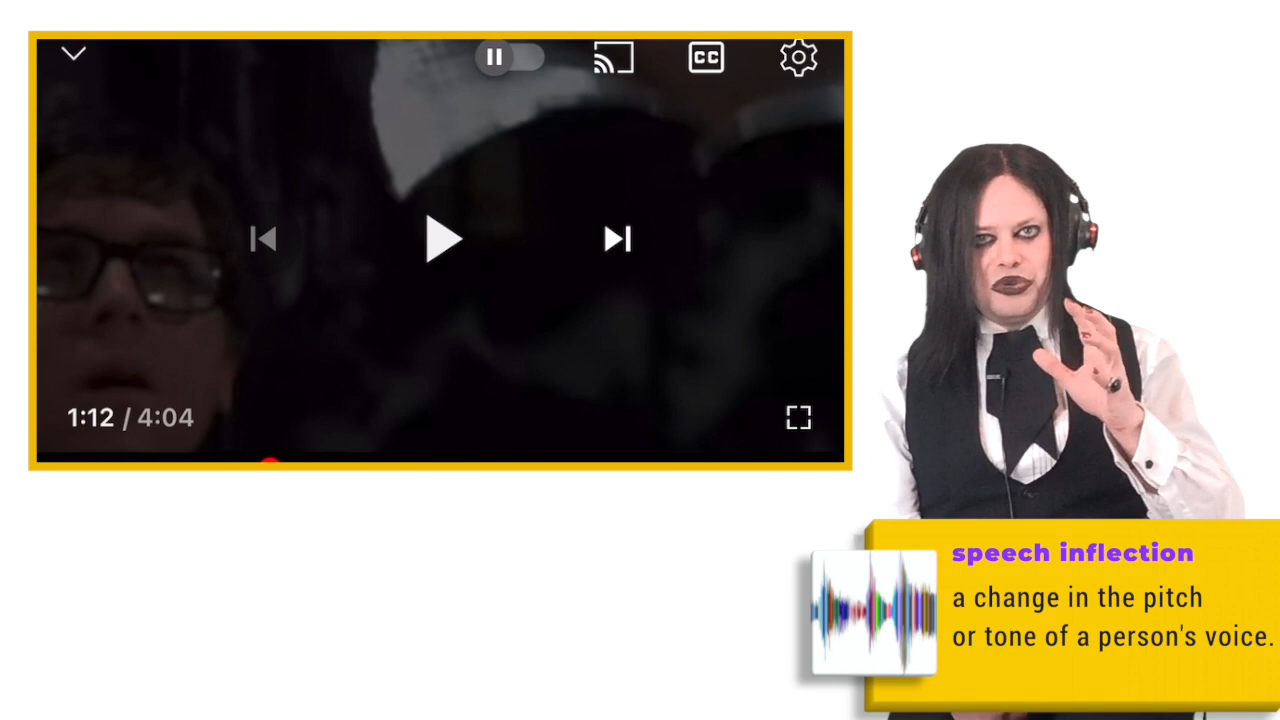 CC
1:12 / 4:04
speech inflection
a change in the pitch
or tone of a person's voice.